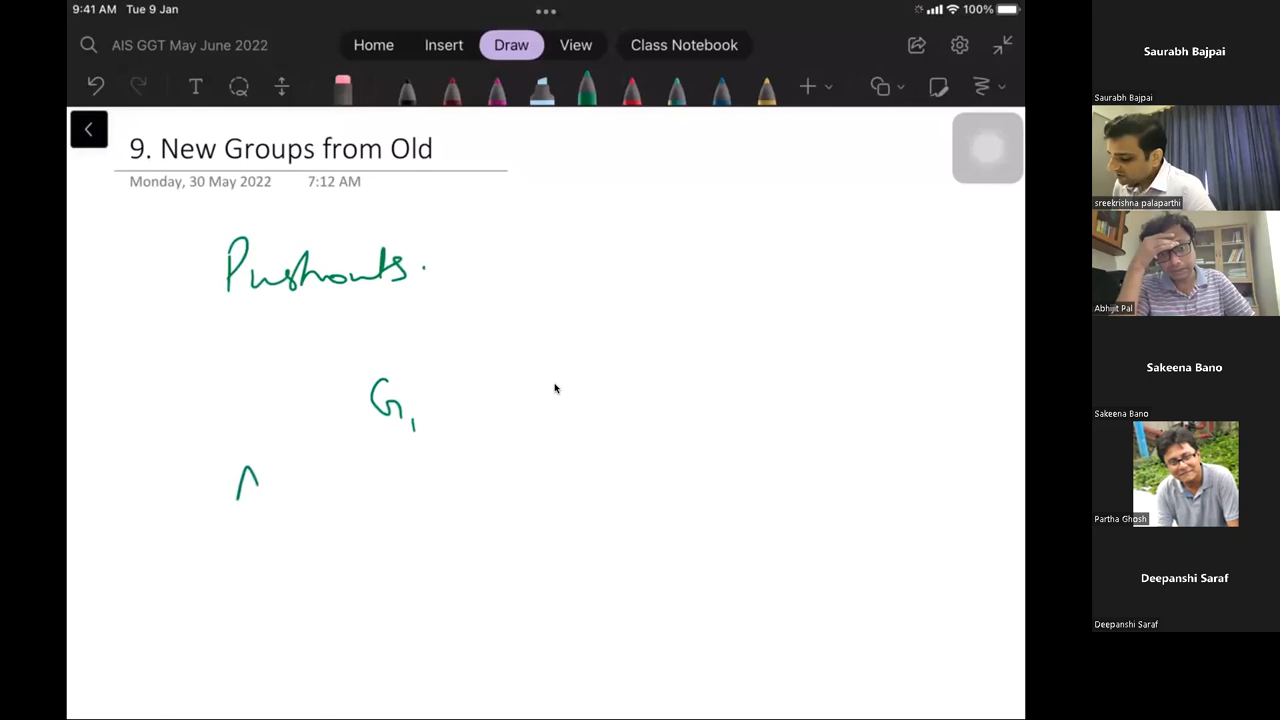 9:41 AM Tue 9 Jan
100%
AIS GGT May June 2022
Home Insert Draw View Class Notebook
9. New Groups from Old
Monday, 30 May 2022 7:12 AM
Pushouts.
G1
A
Saurabh Bajpai
Saurabh Bajpai
sreekrishna palaparthi
Abhijit Pal
Sakeena Bano
Sakeena Bano
Partha Ghosh
Deepanshi Saraf
Deepanshi Saraf